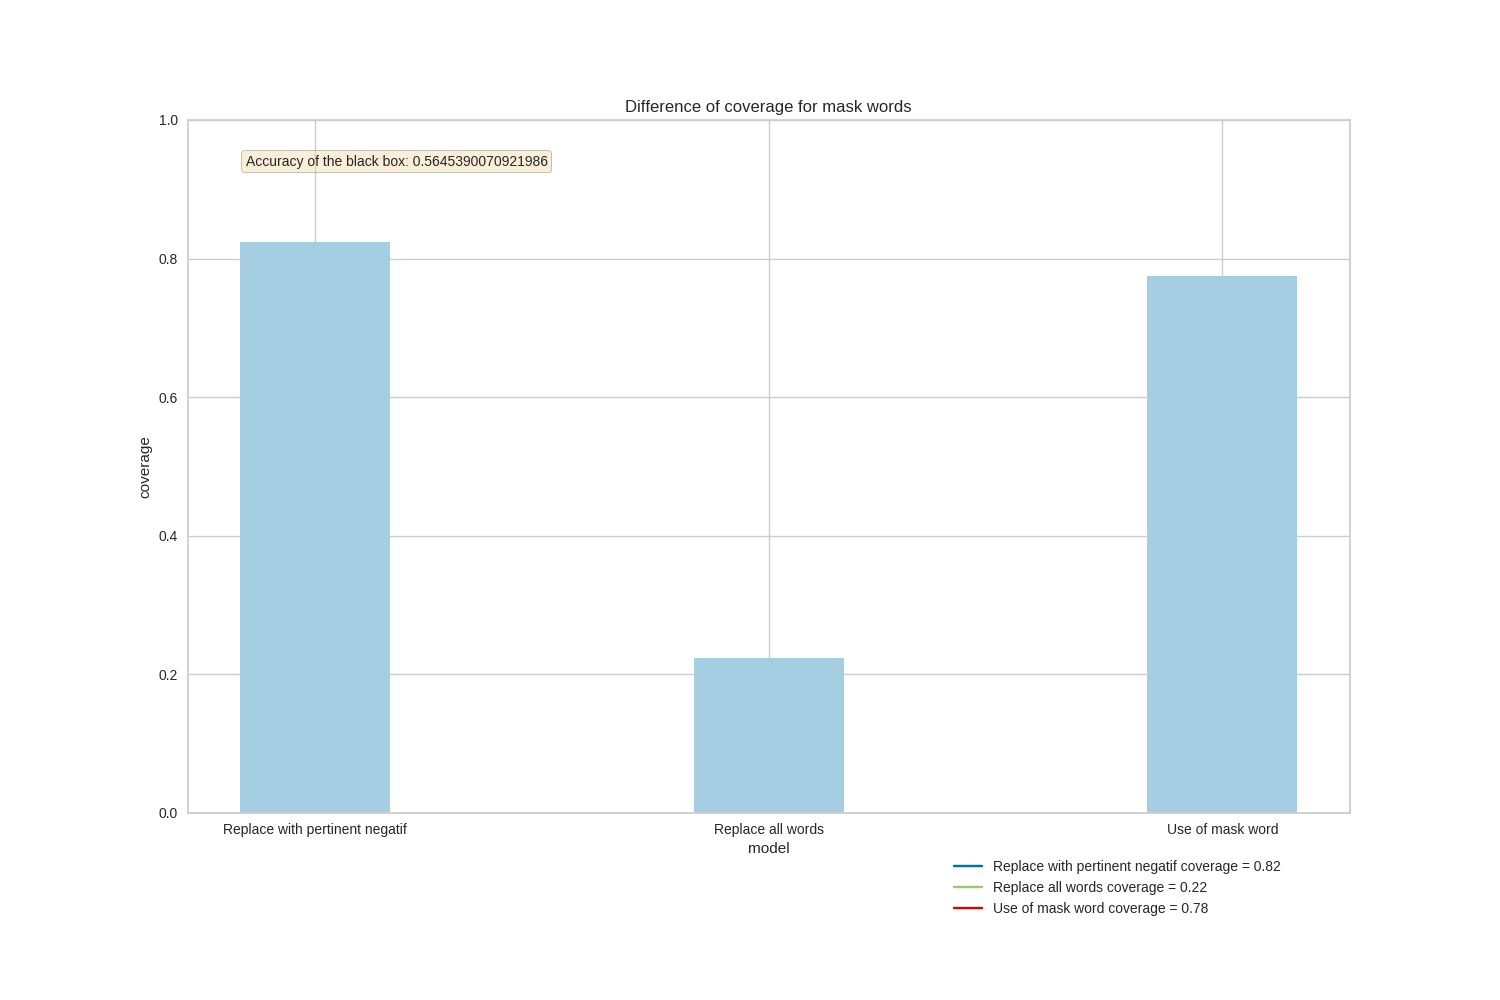 Difference of coverage for mask words
1.0
Accuracy of the black box: 0.5645390070921986
0.8
0.6
coverage
0.4
0.2
0.0
Replace with pertinent negatif
Replace all words
Use of mask word
model
Replace with pertinent negatif coverage = 0.82
Replace all words coverage = 0.22
Use of mask word coverage = 0.78